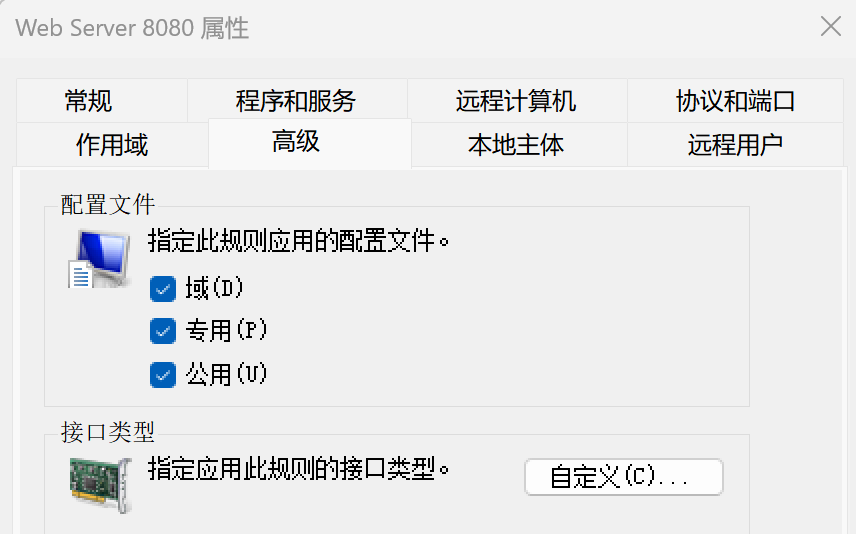 Web Server 8080 属性
常规
程序和服务
远程计算机
协议和端口
作用域
高级
本地主体
远程用户
配置文件
指定此规则应用的配置文件。
域(D)
专用(P)
公用(U)
接口类型
指定应用此规则的接口类型。
自定义(C)...